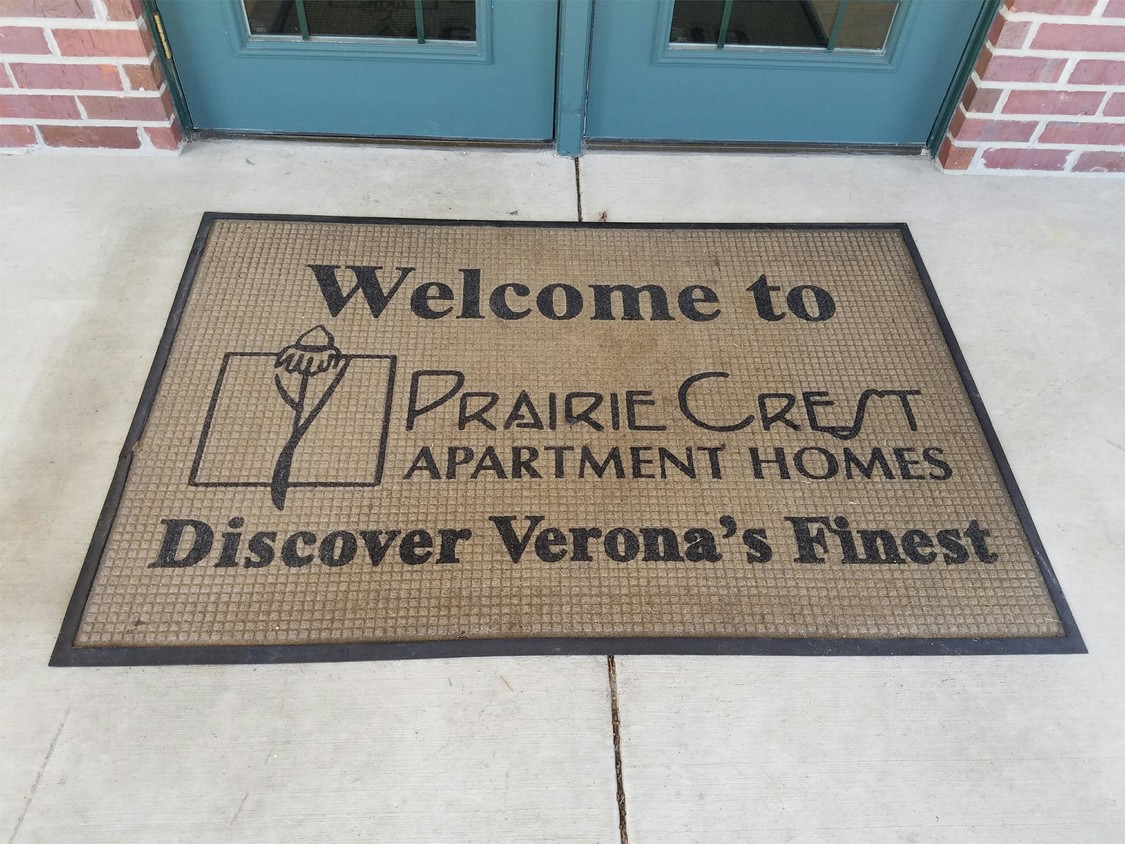 Welcome to
PRAIRIE CREST
APARTMENT HOMES
Discover Verona's Finest